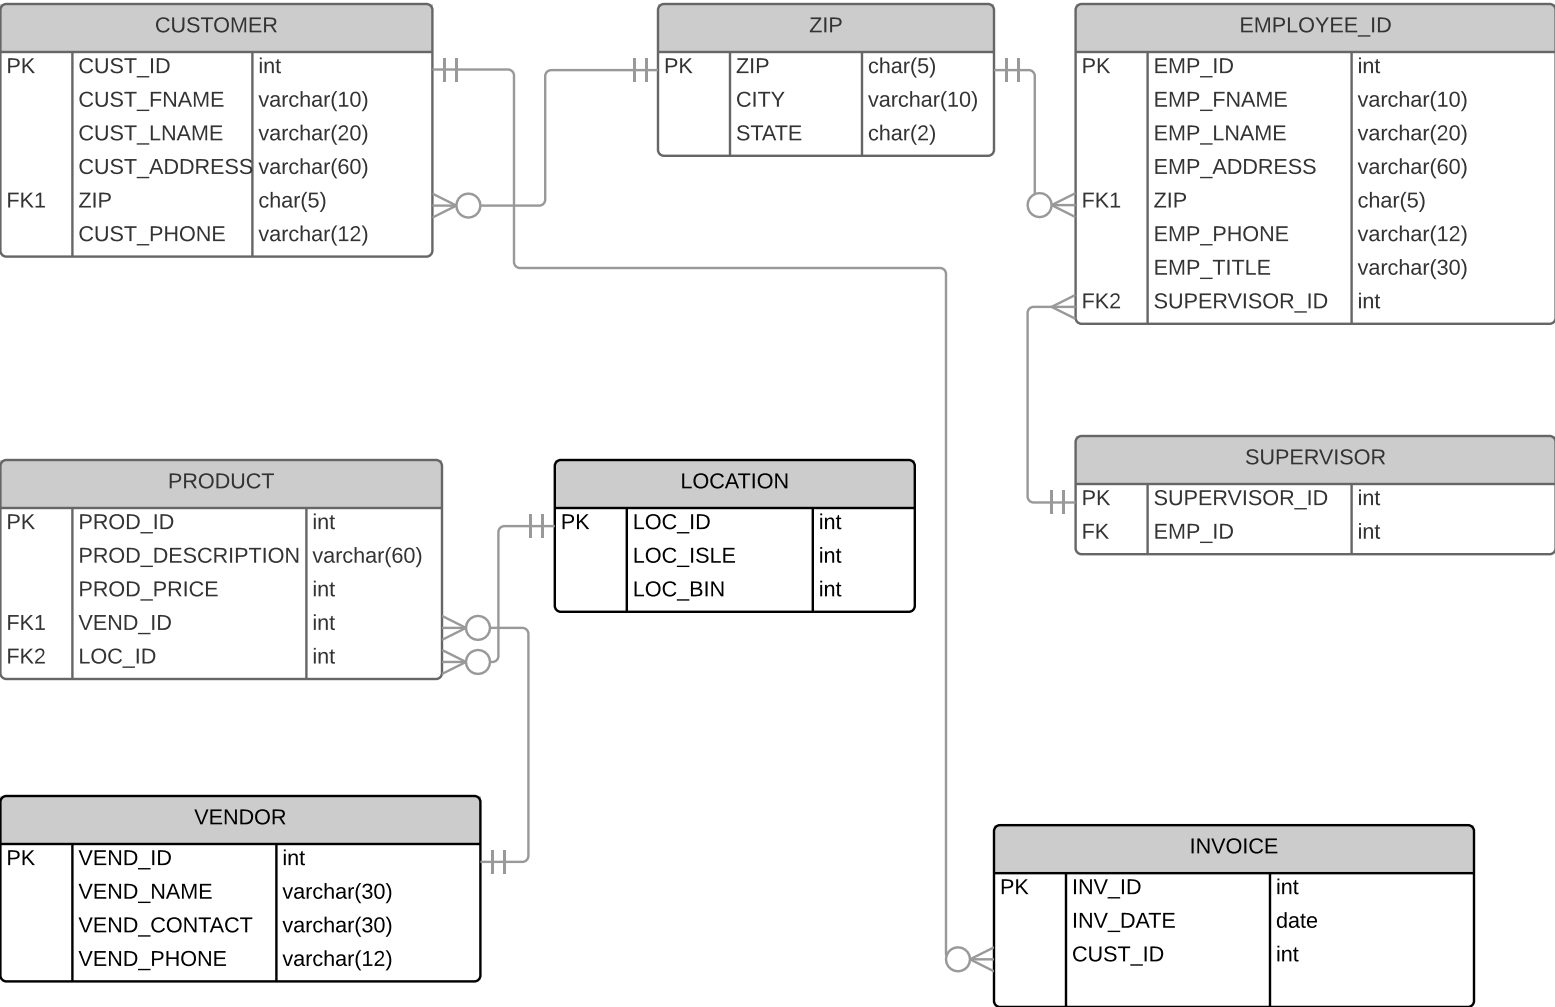 CUSTOMER
PK CUST_ID int
CUST_FNAME varchar(10)
CUST_LNAME varchar(20)
CUST_ADDRESS varchar(60)
FK1 ZIP char(5)
CUST_PHONE varchar(12)
ZIP
PK ZIP char(5)
CITY varchar(10)
STATE char(2)
EMPLOYEE_ID
PK EMP_ID int
EMP_FNAME varchar(10)
EMP_LNAME varchar(20)
EMP_ADDRESS varchar(60)
FK1 ZIP char(5)
EMP_PHONE varchar(12)
EMP_TITLE varchar(30)
FK2 SUPERVISOR_ID int
PRODUCT
PK PROD_ID int
PROD_DESCRIPTION varchar(60)
PROD_PRICE int
FK1 VEND_ID int
FK2 LOC_ID int
LOCATION
PK LOC_ID int
LOC_ISLE int
LOC_BIN int
SUPERVISOR
PK SUPERVISOR_ID int
FK EMP_ID int
VENDOR
PK VEND_ID int
VEND_NAME varchar(30)
VEND_CONTACT varchar(30)
VEND_PHONE varchar(12)
INVOICE
PK INV_ID int
INV_DATE date
CUST_ID int